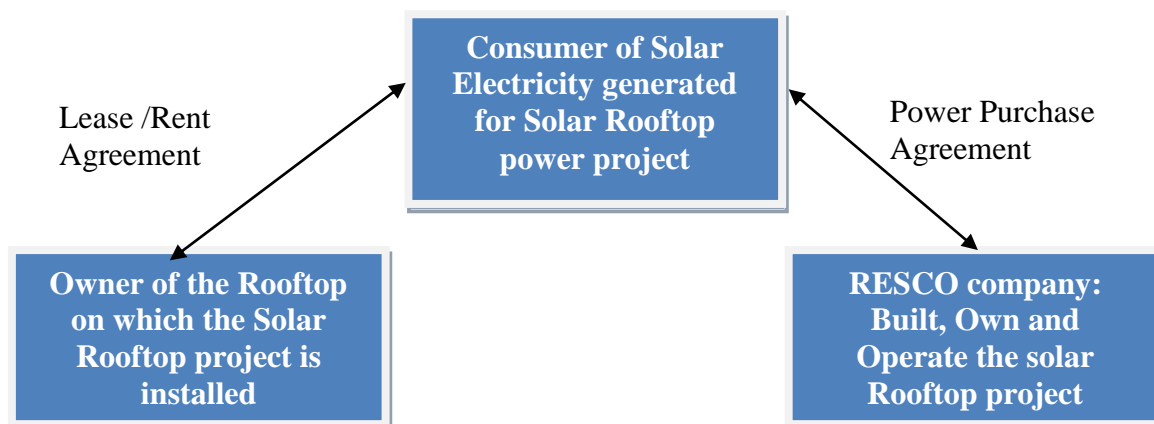 Consumer of Solar
Electricity generated
for Solar Rooftop
power project
Lease /Rent
Agreement
Power Purchase
Agreement
Owner of the Rooftop
on which the Solar
Rooftop project is
installed
RESCO company:
Built, Own and
Operate the solar
Rooftop project